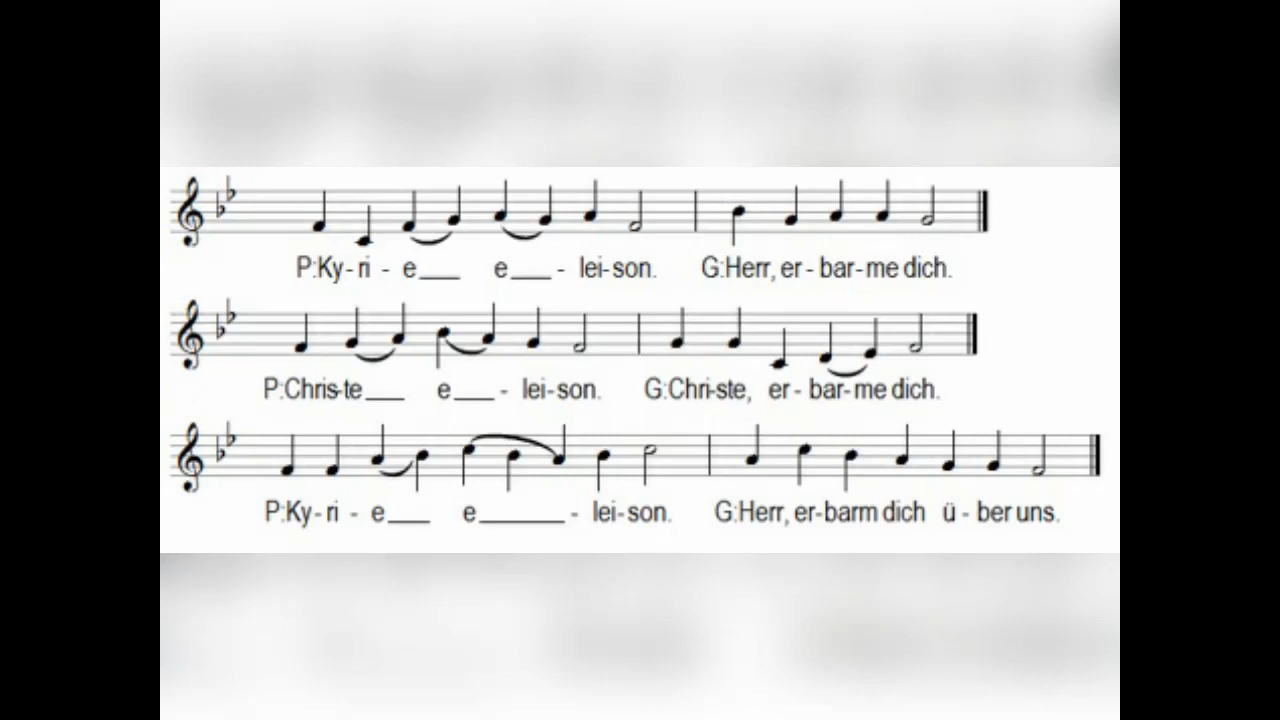 P:Ky-ri - e___ e___ - lei-son. G:Herr, er-bar-me dich.
P:Chris-te___ e___ - lei-son. G:Chri-ste, er-bar-me dich.
P:Ky-ri - e___ e______ - lei-son. G:Herr, er-barm dich ü-ber uns.